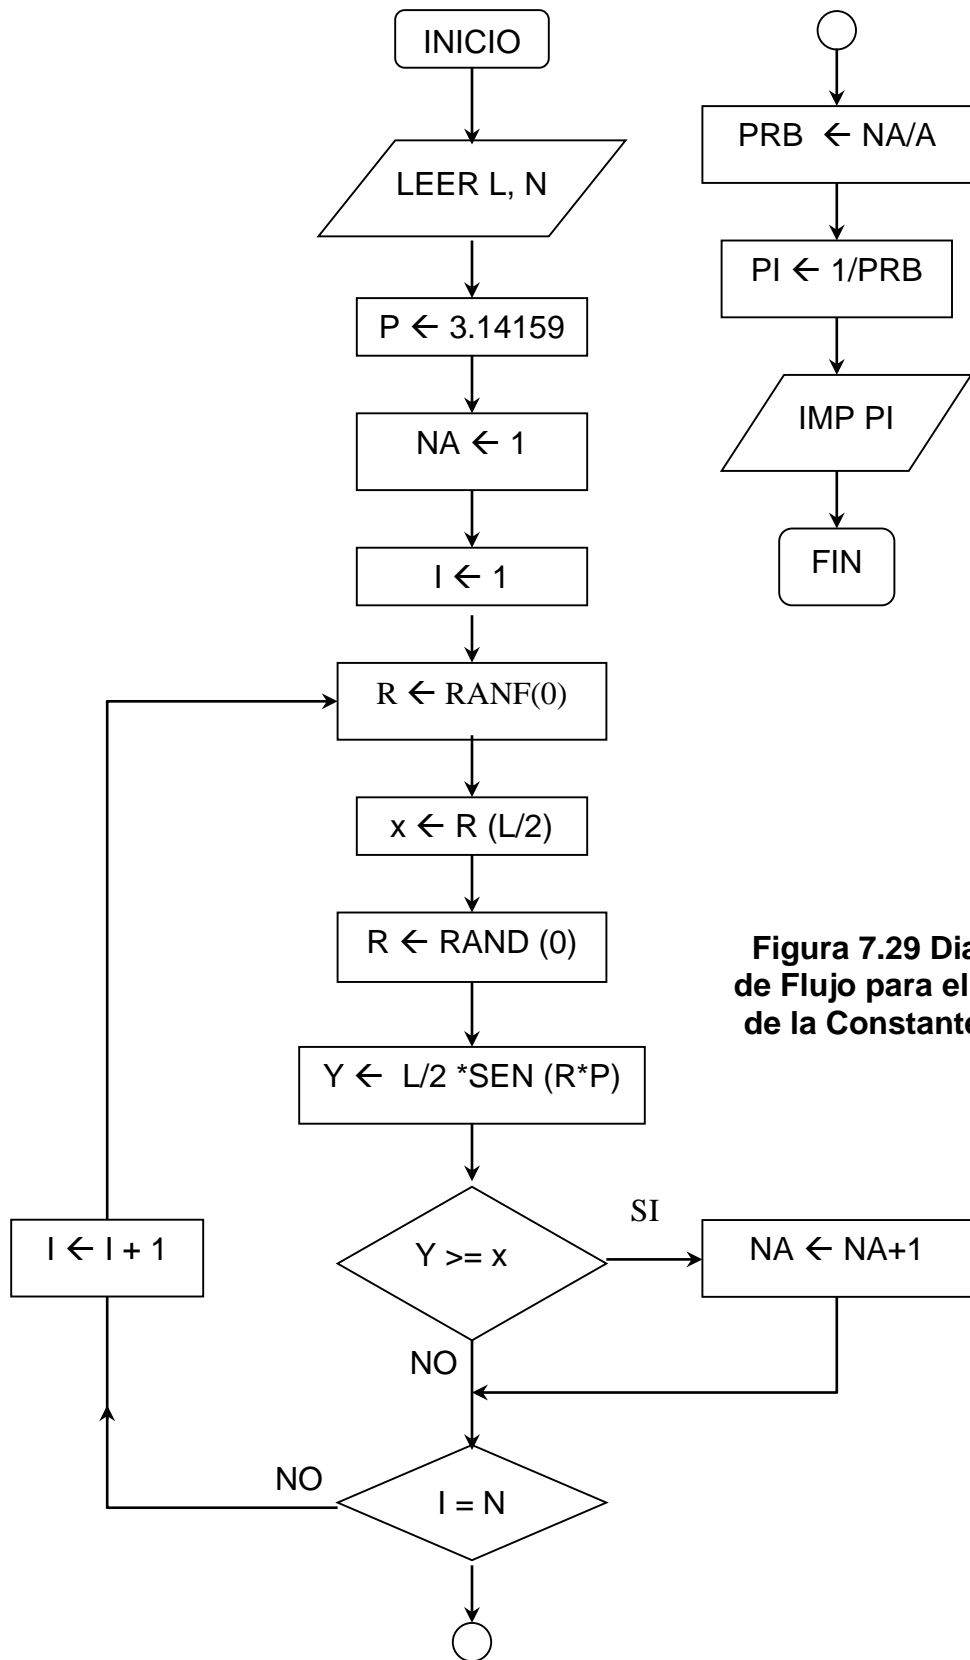 INICIO
LEER L, N
P ← 3.14159
NA ← 1
I ← 1
R ← RANF(0)
x ← R (L/2)
R ← RAND (0)
Y ← L/2 *SEN (R*P)
Y >= x
SI
NA ← NA+1
NO
I ← I + 1
I = N
NO
PRB ← NA/A
PI ← 1/PRB
IMP PI
FIN
Figura 7.29 Dia
de Flujo para el
de la Constante